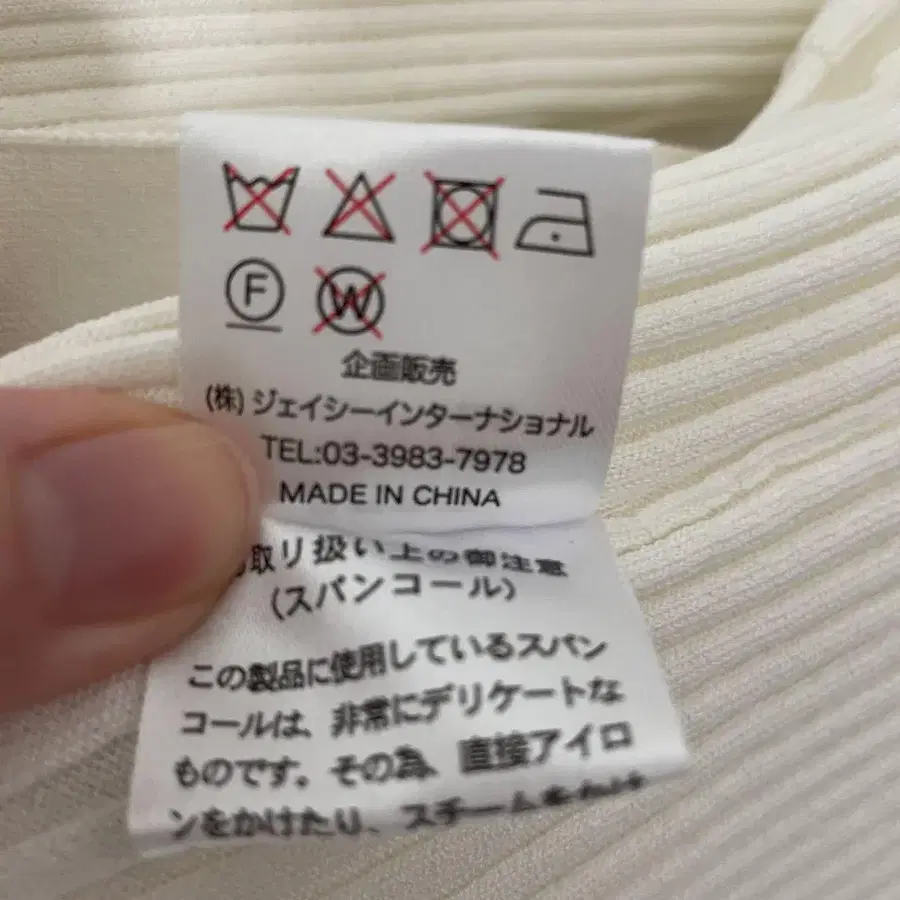 F W
企画販売
(株) ジェイシーインターナショナル
TEL:03-3983-7978
MADE IN CHINA
取り扱い上の御注意
(スパンコール)
この製品に使用しているスパン
コールは、非常にデリケートな
ものです。その為、直接アイロ
ンをかけたり、スチームをかけ